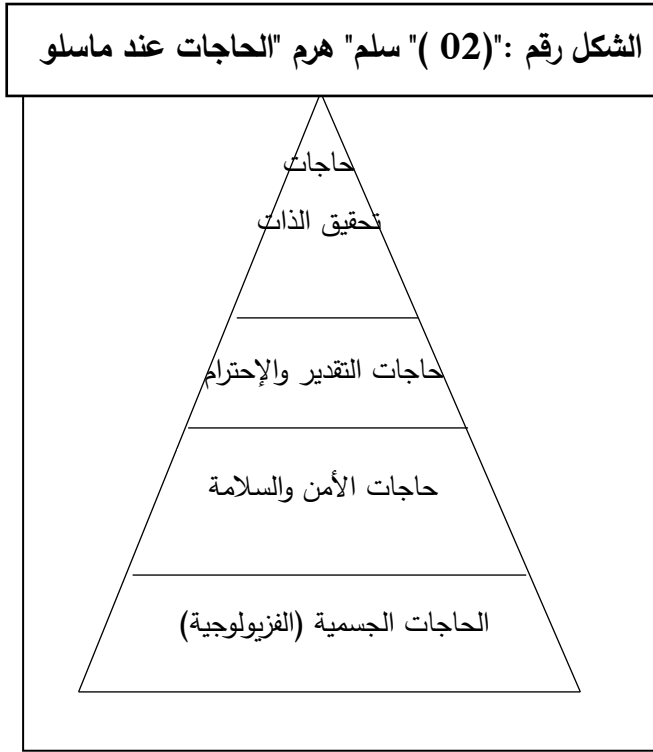 الشكل رقم :"(02 )" سلم" هرم "الحاجات عند ماسلو
حاجات
تحقيق الذات
حاجات التقدير والإحترام
حاجات الأمن والسلامة
الحاجات الجسمية (الفزيولوجية)